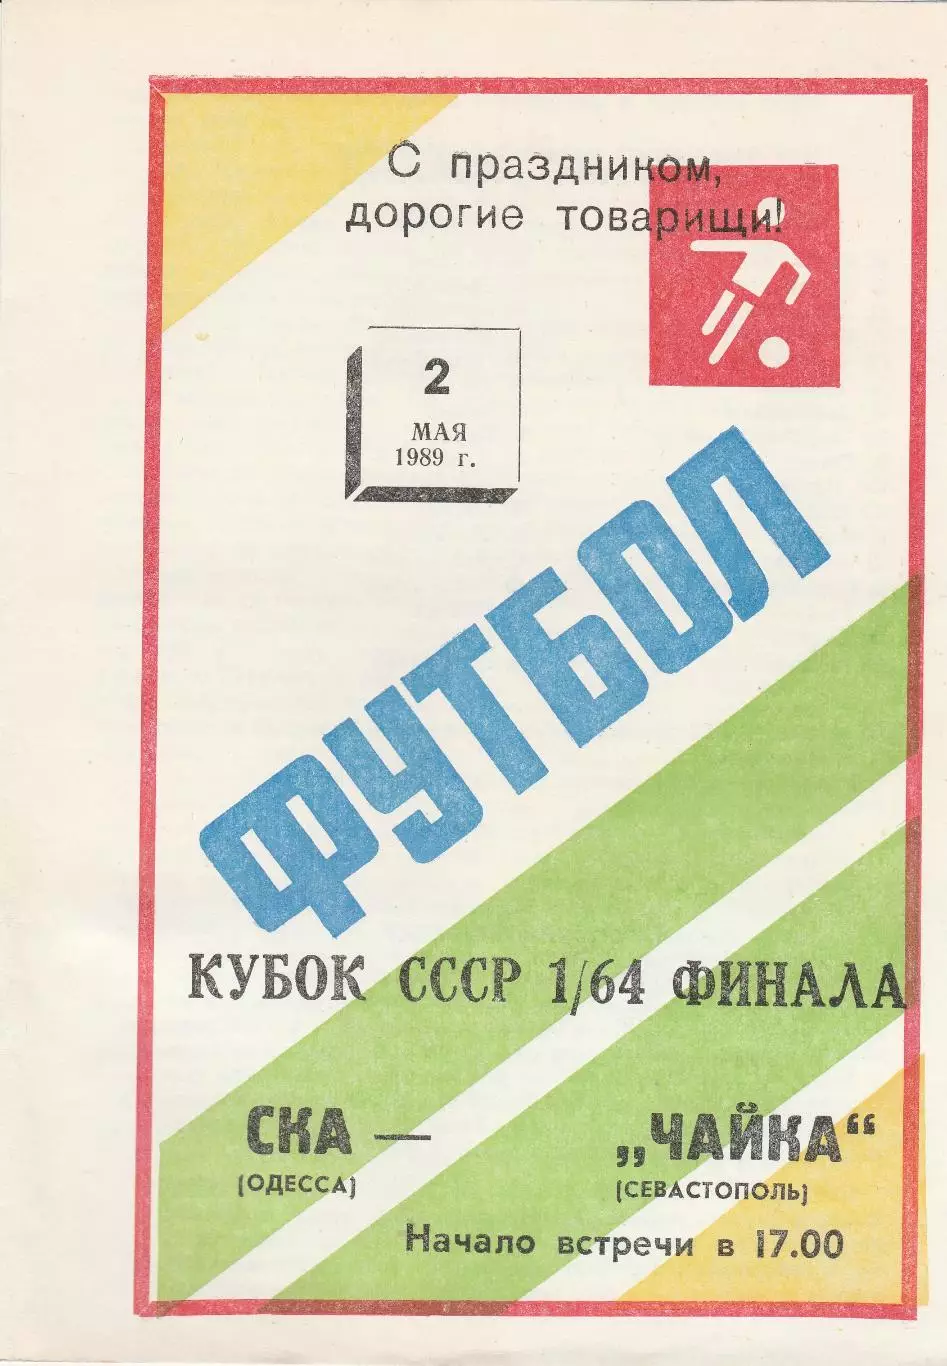 С праздником,
дорогие товарищи!
2
МАЯ
1989 г.
ФУТБОЛ
КУБОК СССР 1/64 ФИНАЛА
СКА — „ЧАЙКА“
(ОДЕССА) (СЕВАСТОПОЛЬ)
Начало встречи в 17.00